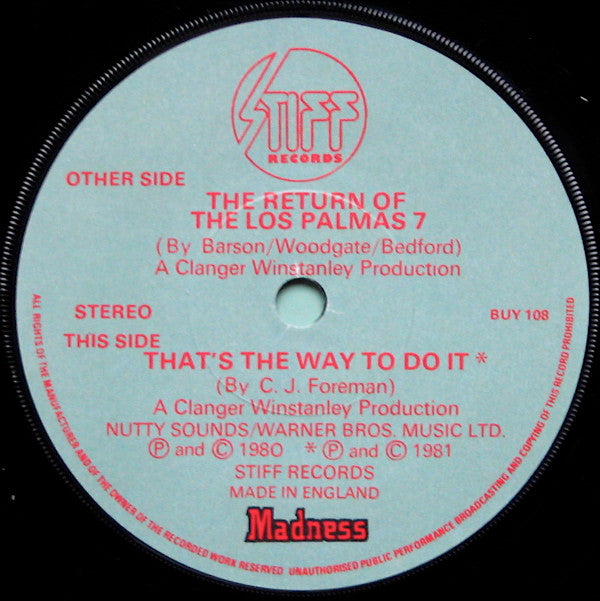 STIFF
RECORDS
OTHER SIDE
THE RETURN OF
THE LOS PALMAS 7
(By Barson/Woodgate/Bedford)
A Clanger Winstanley Production
STEREO
BUY 108
THIS SIDE
THAT'S THE WAY TO DO IT *
(By C. J. Foreman)
A Clanger Winstanley Production
NUTTY SOUNDS/WARNER BROS. MUSIC LTD.
Ⓟ and © 1980 * Ⓟ and © 1981
STIFF RECORDS
MADE IN ENGLAND
Madness
ALL RIGHTS OF THE MANUFACTURER AND OF THE OWNER OF THE RECORDED WORK RESERVED UNAUTHORISED PUBLIC PERFORMANCE BROADCASTING AND COPYING OF THIS RECORD PROHIBITED